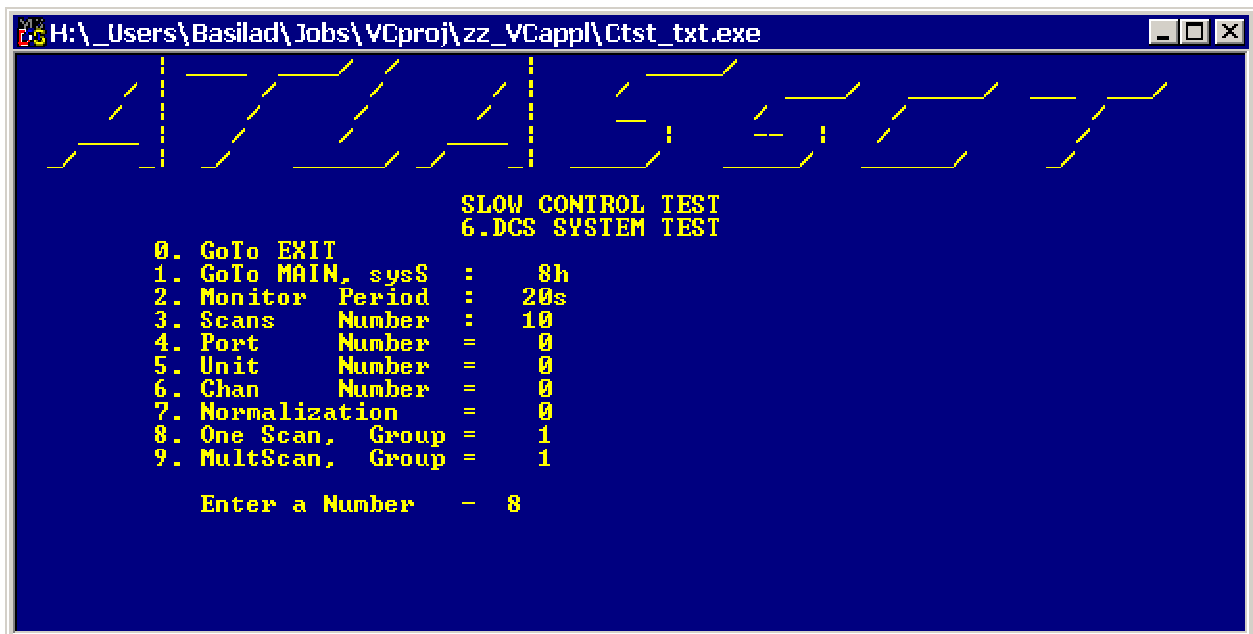 H:\_Users\Basilad\Jobs\VCproj\zz_VCappl\Ctst_txt.exe
ATLAS SCT
SLOW CONTROL TEST
6.DCS SYSTEM TEST
0. GoTo EXIT
1. GoTo MAIN, sysS : 8h
2. Monitor Period : 20s
3. Scans Number : 10
4. Port Number = 0
5. Unit Number = 0
6. Chan Number = 0
7. Normalization = 0
8. One Scan, Group = 1
9. MultScan, Group = 1
Enter a Number - 8